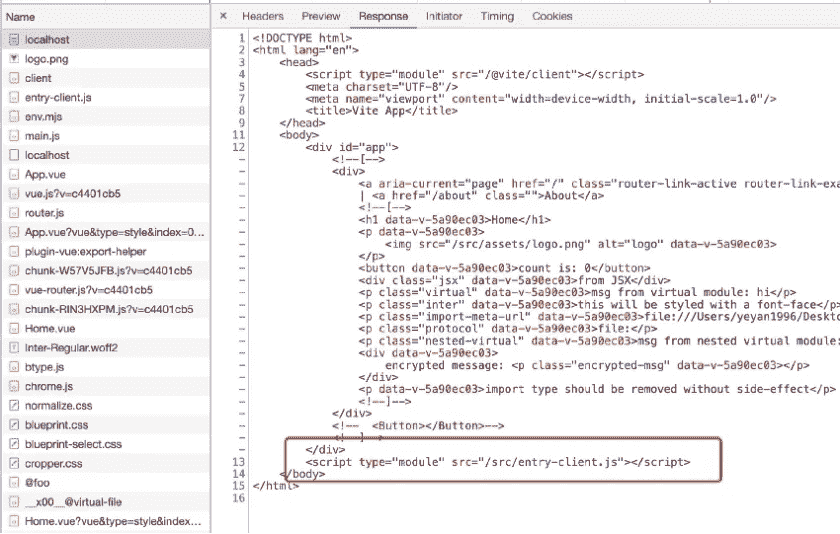 Name
localhost
logo.png
client
entry-client.js
env.mjs
main.js
localhost
App.vue
vue.js?v=c4401cb5
router.js
App.vue?vue&type=style&index=0...
plugin-vue:export-helper
chunk-W57V5JFB.js?v=c4401cb5
vue-router.js?v=c4401cb5
chunk-RIN3HXPM.js?v=c4401cb5
Home.vue
Inter-Regular.woff2
btype.js
chrome.js
normalize.css
blueprint.css
blueprint-select.css
cropper.css
@foo
__x00__@virtual-file
Home.vue?vue&type=style&index...
× Headers Preview Response Initiator Timing Cookies
1 <!DOCTYPE html>
2 <html lang="en">
3 <head>
4 <script type="module" src="/@vite/client"></script>
5 <meta charset="UTF-8"/>
7 <meta name="viewport" content="width=device-width, initial-scale=1.0"/>
8 <title>Vite App</title>
9 </head>
11 <body>
12 <div id="app">
– <!--[-->
– <div>
– <a aria-current="page" href="/" class="router-link-active router-link-exa
– | <a href="/about" class="">About</a>
– <!--[-->
– <h1 data-v-5a90ec03>Home</h1>
– <p data-v-5a90ec03>
– <img src="/src/assets/logo.png" alt="logo" data-v-5a90ec03>
– </p>
– <button data-v-5a90ec03>count is: 0</button>
– <div class="jsx" data-v-5a90ec03>from JSX</div>
– <p class="virtual" data-v-5a90ec03>msg from virtual module: hi</p>
– <p class="inter" data-v-5a90ec03>this will be styled with a font-face</p>
– <p class="import-meta-url" data-v-5a90ec03>file:///Users/yeyan1996/Deskto
– <p class="protocol" data-v-5a90ec03>file:</p>
– <p class="nested-virtual" data-v-5a90ec03>msg from nested virtual module:
– <div data-v-5a90ec03>
– encrypted message: <p class="encrypted-msg" data-v-5a90ec03></p>
– </div>
– <p data-v-5a90ec03>import type should be removed without side-effect</p>
– <!--]-->
– </div>
– <!-- <Button></Button>-->
– </div>
13 <script type="module" src="/src/entry-client.js"></script>
14 </body>
15 </html>
16